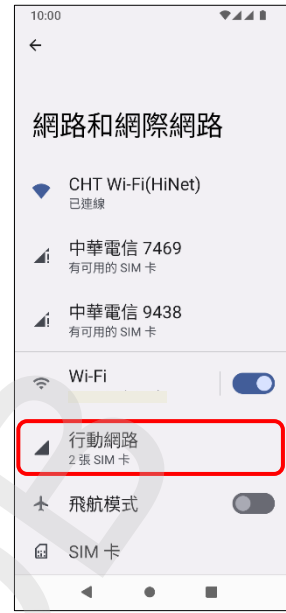 10:00
網路和網際網路
CHT Wi-Fi(HiNet)
已連線
中華電信 7469
有可用的 SIM 卡
中華電信 9438
有可用的 SIM 卡
Wi-Fi
行動網路
2 張 SIM 卡
飛航模式
SIM 卡